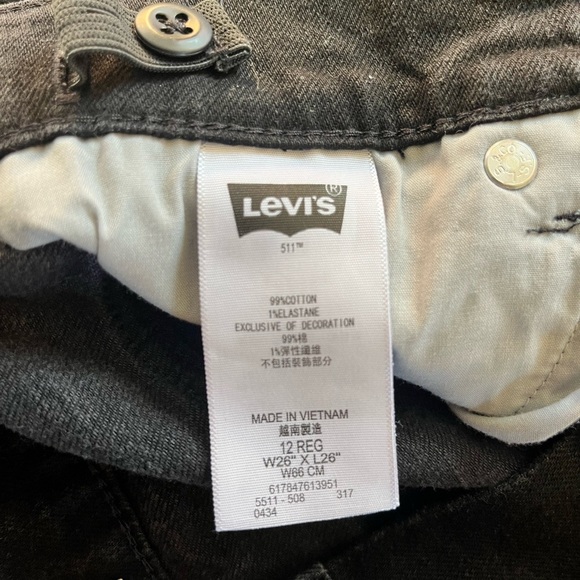 LEVI'S®
511™
99%COTTON
1%ELASTANE
EXCLUSIVE OF DECORATION
99%棉
1%彈性纖維
不包括裝飾部分
MADE IN VIETNAM
越南製造
12 REG
W26" X L26"
W66 CM
617847613951
5511 - 508 317
0434